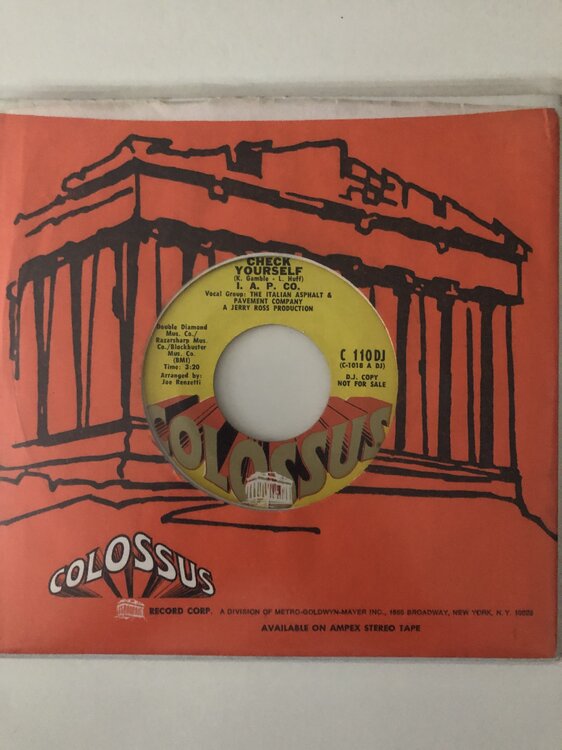 CHECK
YOURSELF
(K. Gamble - L. Huff)
I. A. P. CO.
Vocal Group: THE ITALIAN ASPHALT &
PAVEMENT COMPANY
A JERRY ROSS PRODUCTION
Double Diamond
Mus. Co./
Razorsharp Mus.
Co./Blockbuster
Mus. Co.
(BMI)
Time: 3:20
Arranged by:
Joe Renzetti
C 110DJ
(C-1018 A DJ)
D.J. COPY
NOT FOR SALE
COLOSSUS
COLOSSUS
RECORD CORP. A DIVISION OF METRO-GOLDWYN-MAYER INC., BROADWAY, NEW YORK, N. Y.
AVAILABLE ON AMPEX STEREO TAPE